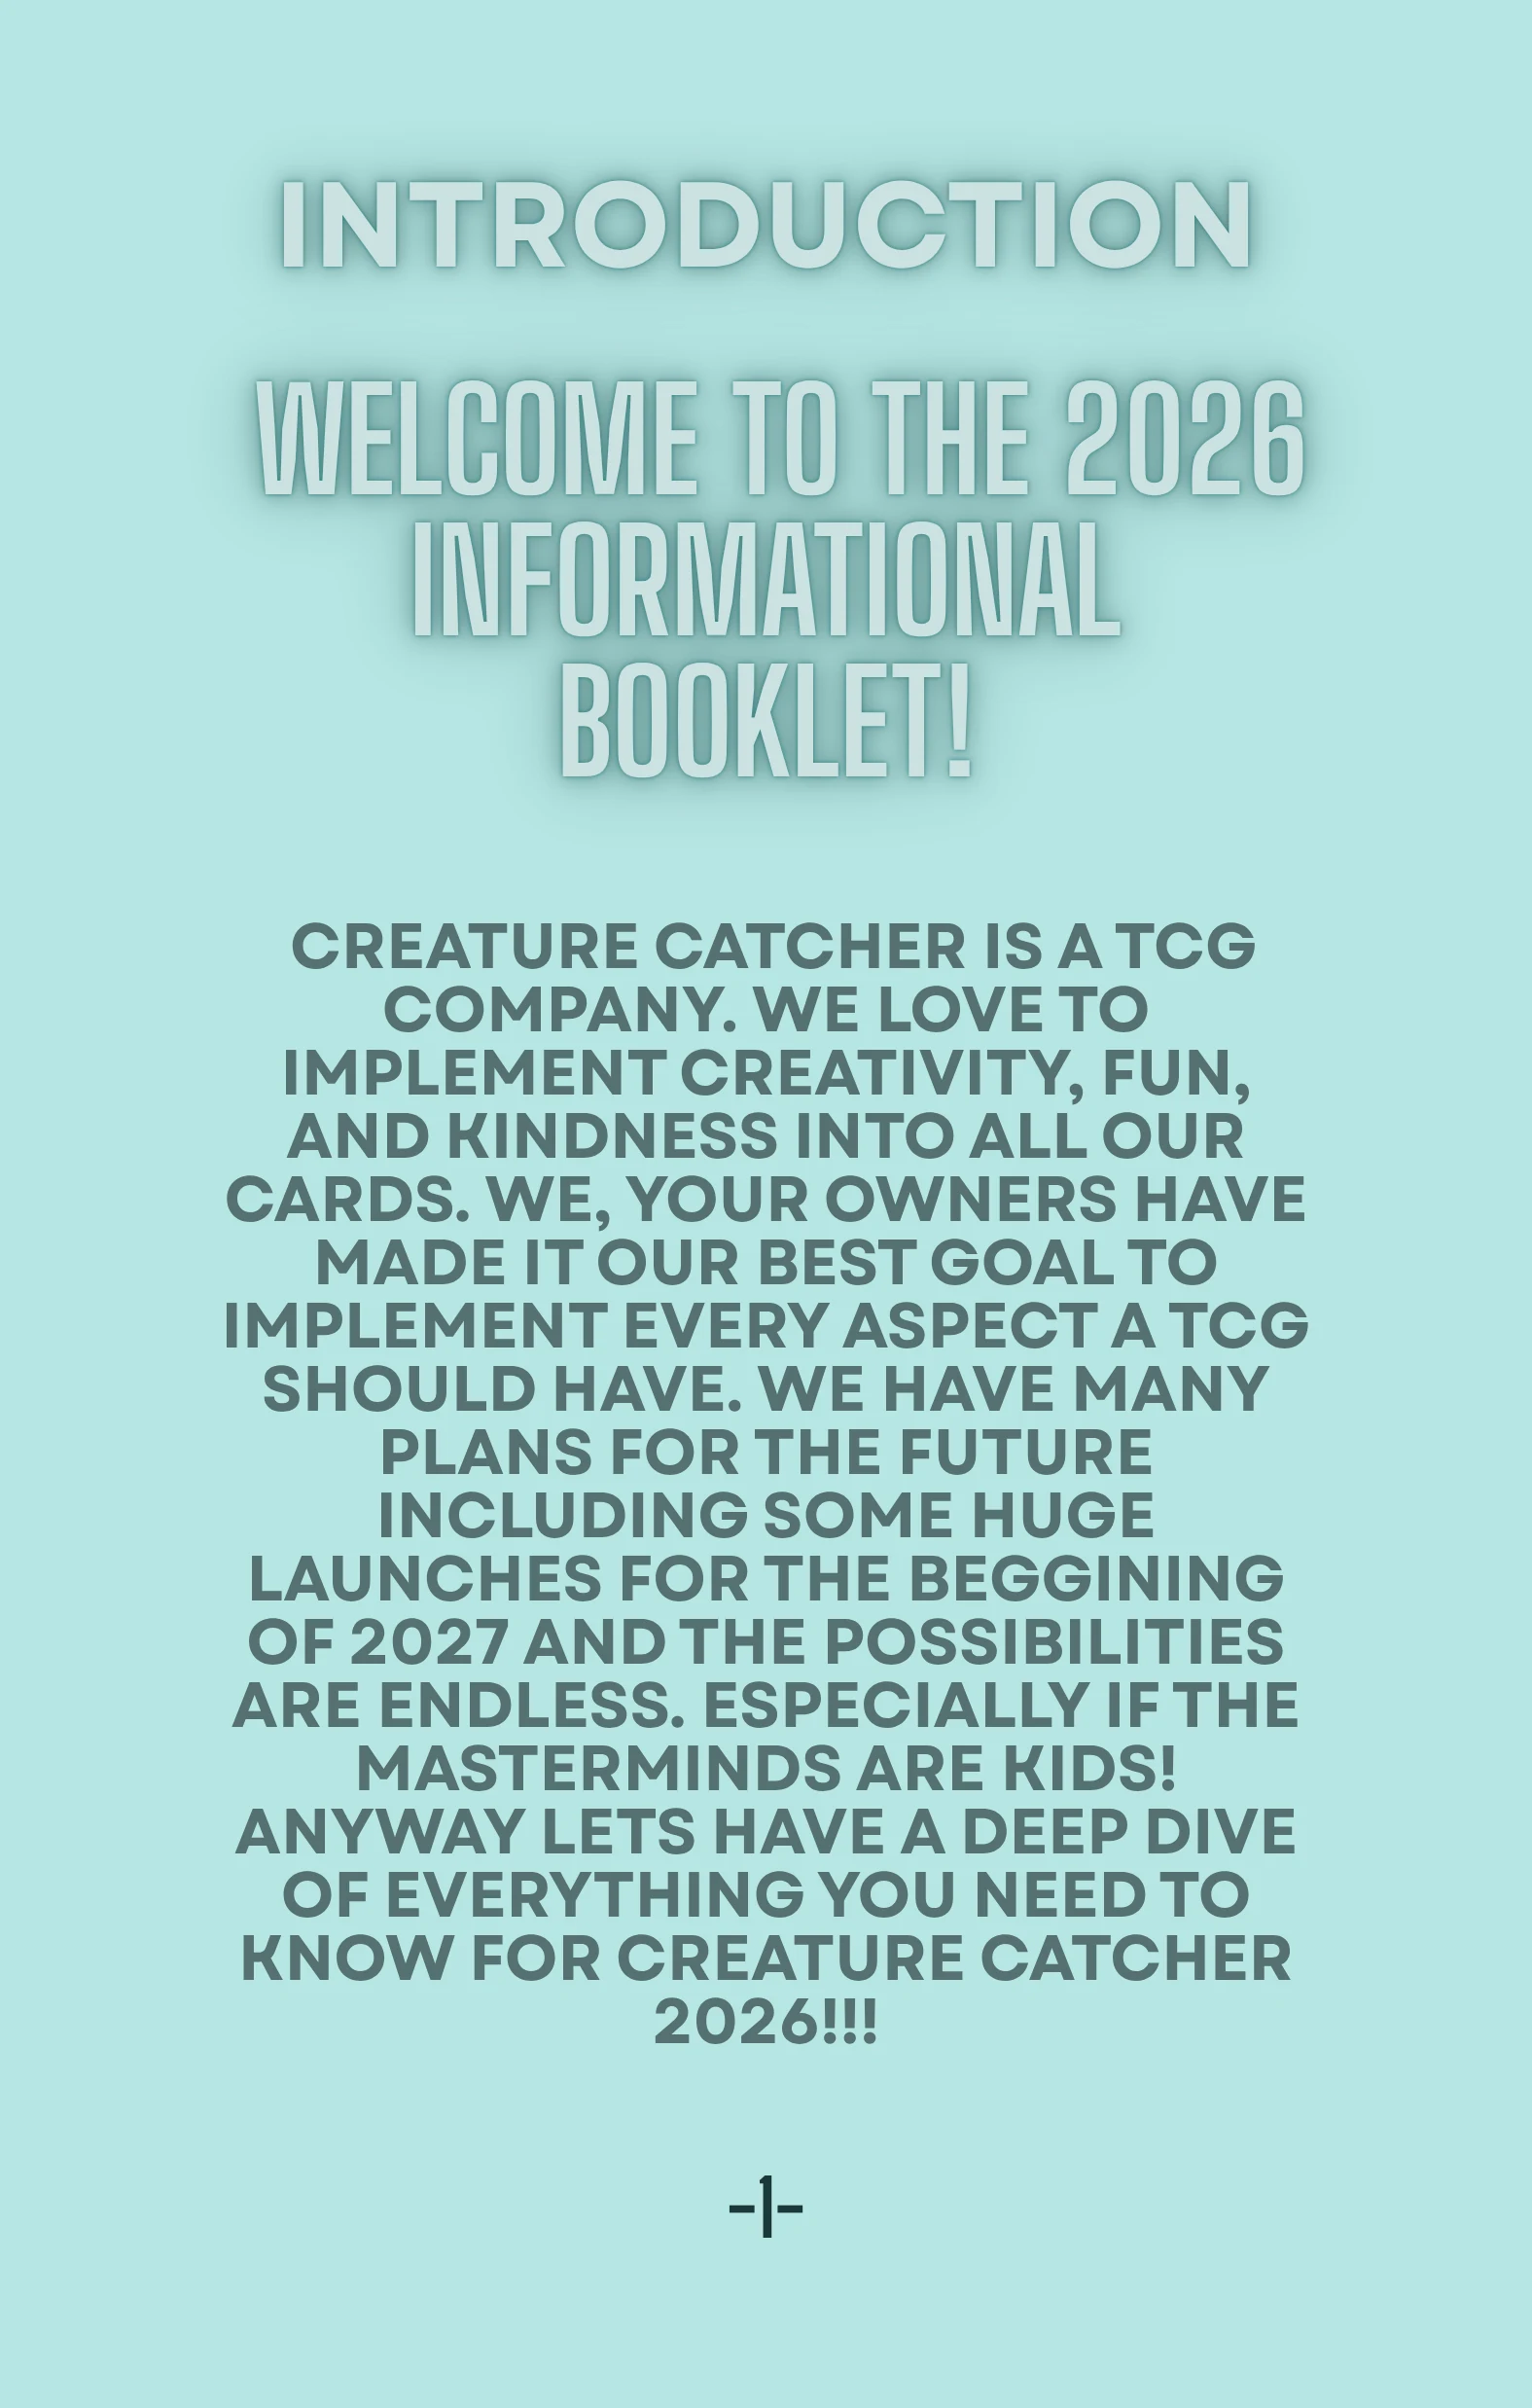 INTRODUCTION
WELCOME TO THE 2026
INFORMATIONAL
BOOKLET!
CREATURE CATCHER IS A TCG
COMPANY. WE LOVE TO
IMPLEMENT CREATIVITY, FUN,
AND KINDNESS INTO ALL OUR
CARDS. WE, YOUR OWNERS HAVE
MADE IT OUR BEST GOAL TO
IMPLEMENT EVERY ASPECT A TCG
SHOULD HAVE. WE HAVE MANY
PLANS FOR THE FUTURE
INCLUDING SOME HUGE
LAUNCHES FOR THE BEGGINING
OF 2027 AND THE POSSIBILITIES
ARE ENDLESS. ESPECIALLY IF THE
MASTERMINDS ARE KIDS!
ANYWAY LETS HAVE A DEEP DIVE
OF EVERYTHING YOU NEED TO
KNOW FOR CREATURE CATCHER
2026!!!
-1-